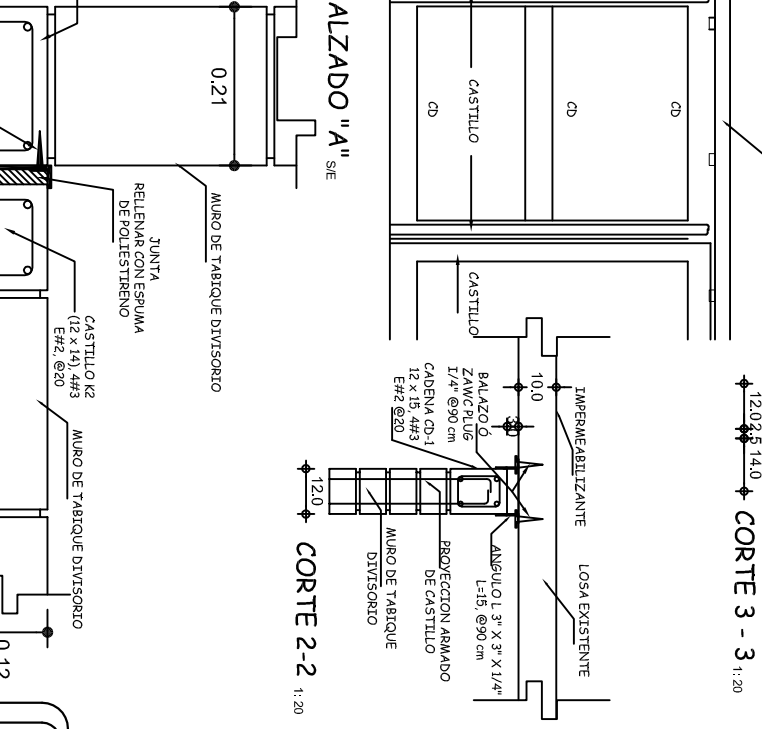 ALZADO "A"
S/E
0.21
MURO DE TABIQUE DIVISORIO
JUNTA
RELLENAR CON ESPUMA
DE POLIESTIRENO
CASTILLO K2
(12 x 14), 4#3
E#2, @20
MURO DE TABIQUE DIVISORIO
0.12
CD
CD
CD
CASTILLO
CASTILLO
12.0
2.5
14.0
CORTE 3 - 3
1: 20
IMPERMEABILIZANTE
LOSA EXISTENTE
10.0
BALAZO Ó
ZAWC PLUG
1/4" @90 cm
CADENA CD-1
12 x 15, 4#3
E#2 @20
ANGULO L 3" X 3" X 1/4"
L=15, @90 cm
PROYECCION ARMADO
DE CASTILLO
MURO DE TABIQUE
DIVISORIO
12.0
CORTE 2-2
1: 20